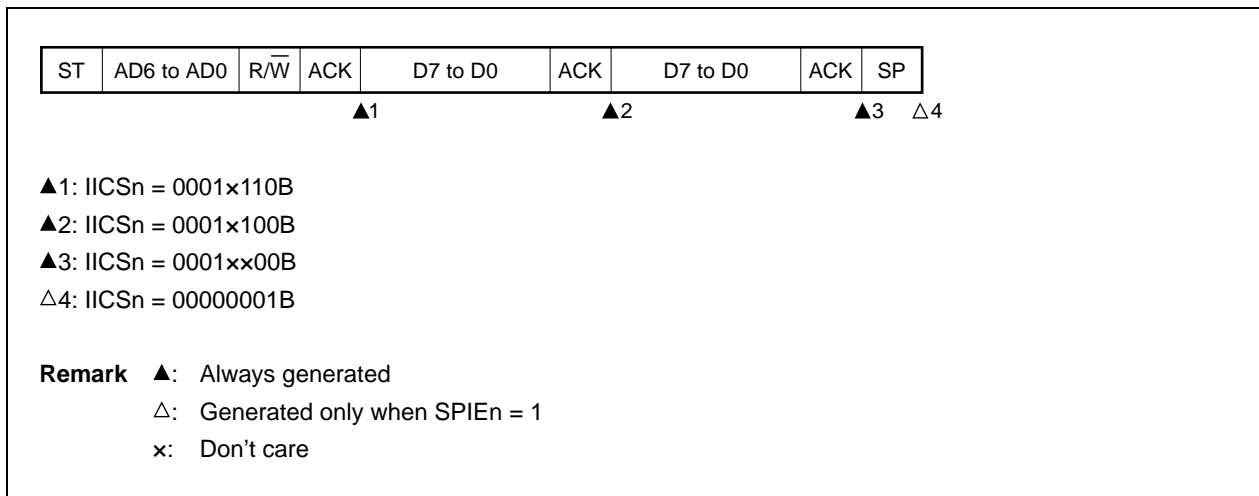 ST AD6 to AD0 R/W̅ ACK D7 to D0 ACK D7 to D0 ACK SP
▲1 ▲2 ▲3 △4
▲1: IICSn = 0001×110B
▲2: IICSn = 0001×100B
▲3: IICSn = 0001××00B
△4: IICSn = 00000001B
Remark ▲: Always generated
△: Generated only when SPIEn = 1
×: Don't care